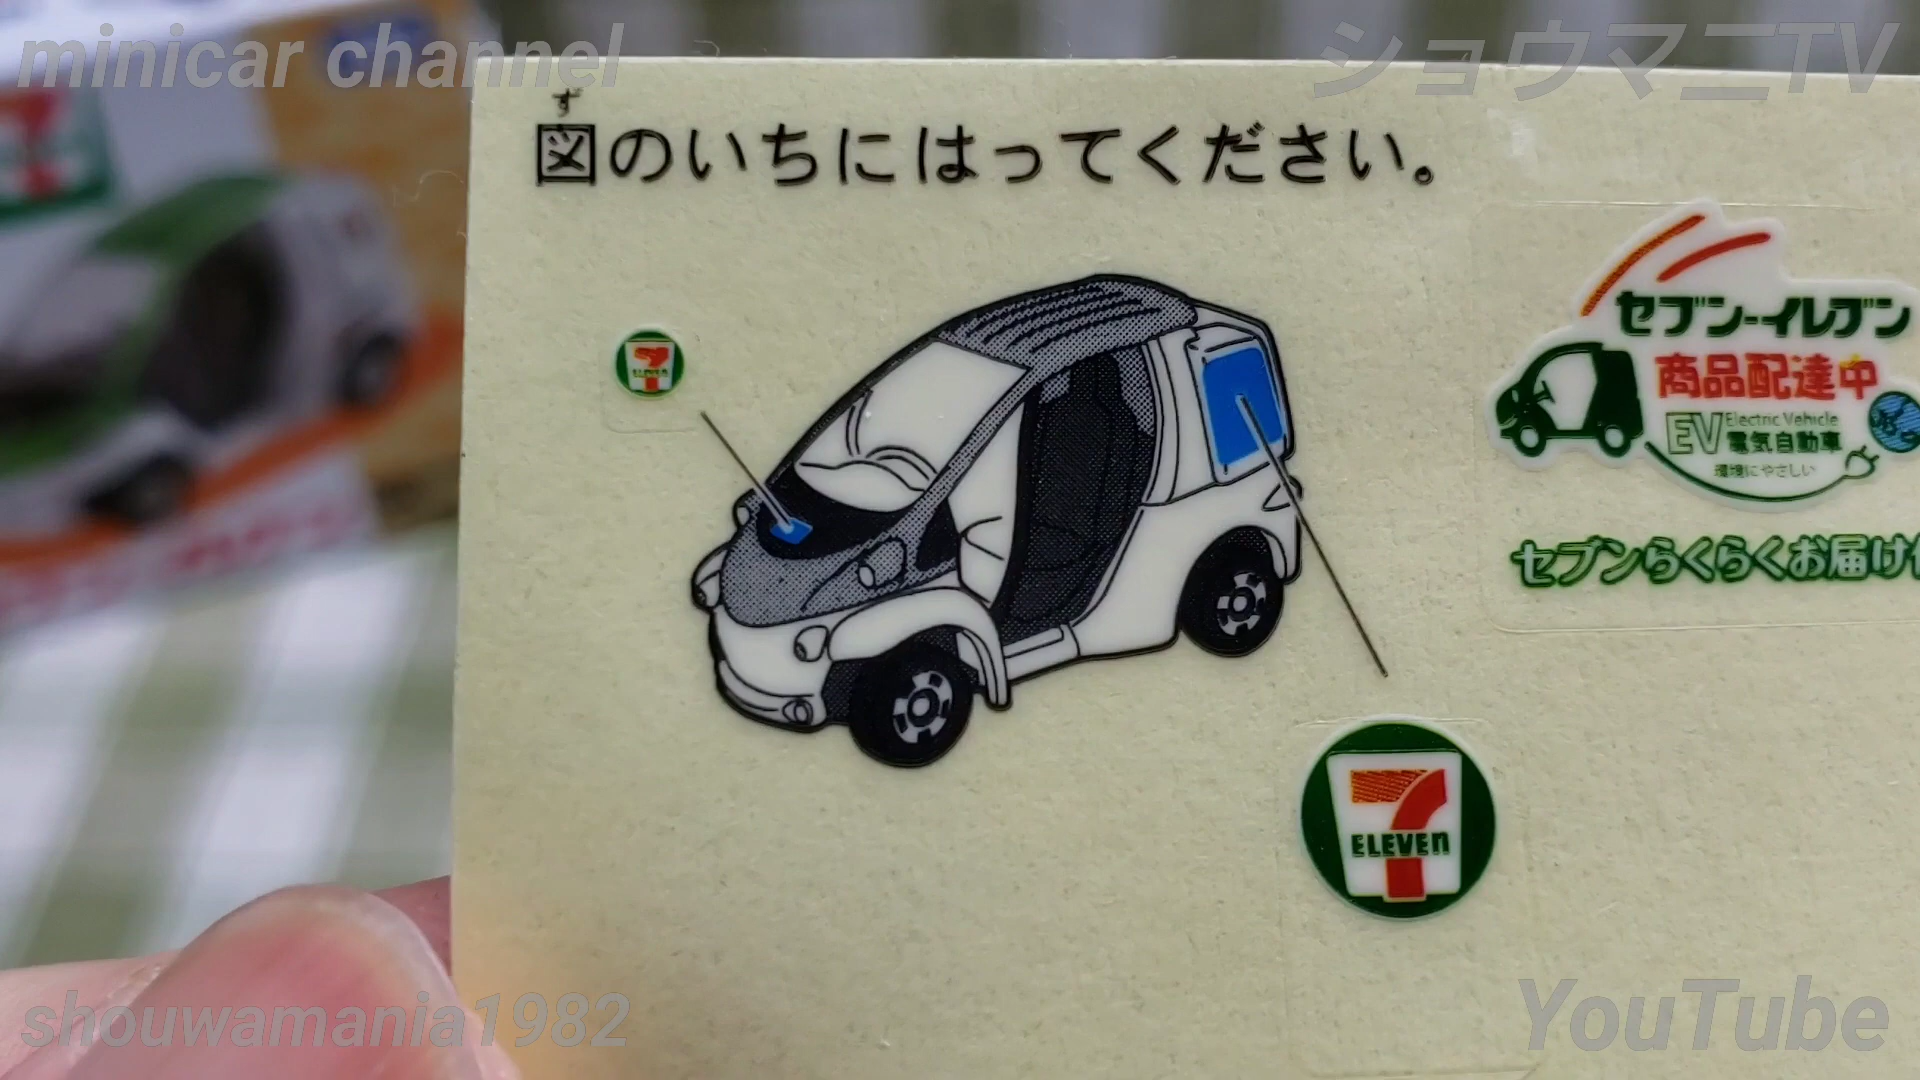 minicar channel
ショウマニTV
ず
図のいちにはってください。
セブン-イレブン
商品配達中
EV Electric Vehicle
電気自動車
環境にやさしい
セブンらくらくお届け
7
ELEVEn
shouwamania1982
YouTube